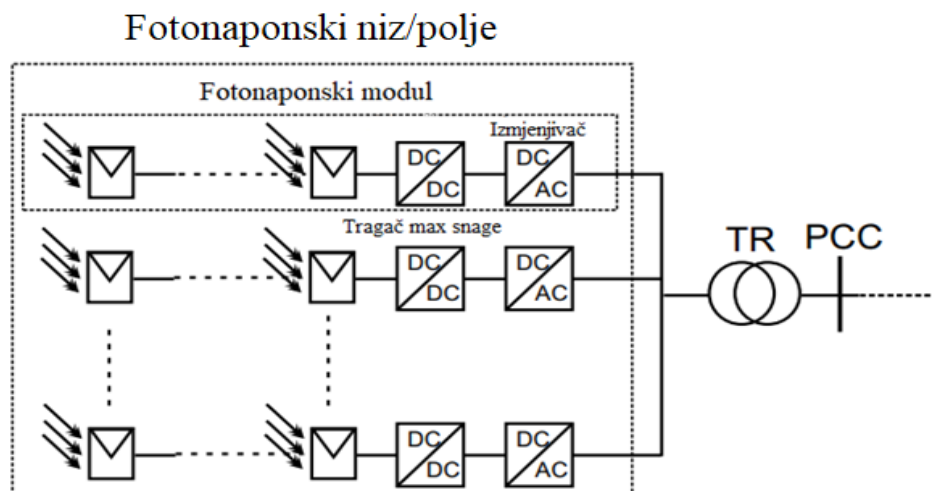 Fotonaponski niz/polje
Fotonaponski modul
Izmjenjivač
DC
DC
DC
AC
Tragač max snage
DC
DC
DC
AC
TR
PCC
DC
DC
DC
AC